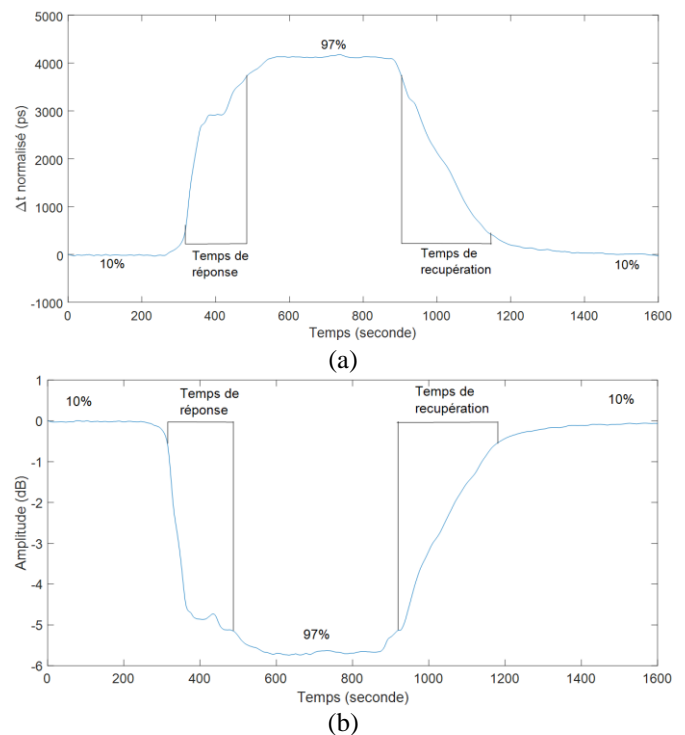 5000
4000
3000
2000
1000
0
-1000
Δt normalisé (ps)
97%
10%
Temps de
réponse
Temps de
recupération
10%
0 200 400 600 800 1000 1200 1400 1600
Temps (seconde)
(a)
1
0
-1
-2
-3
-4
-5
-6
Amplitude (dB)
10%
Temps de
réponse
Temps de
recupération
10%
97%
0 200 400 600 800 1000 1200 1400 1600
Temps (seconde)
(b)